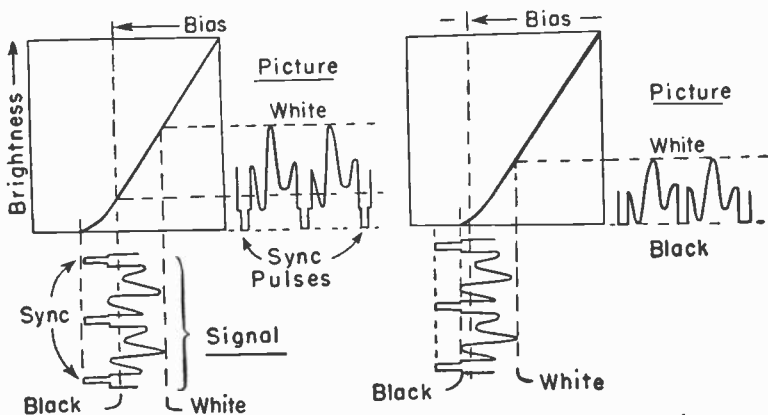 Bias
Brightness
Picture
White
Sync
Pulses
Sync
Signal
Black
White
Bias
Picture
White
Black
Black
White